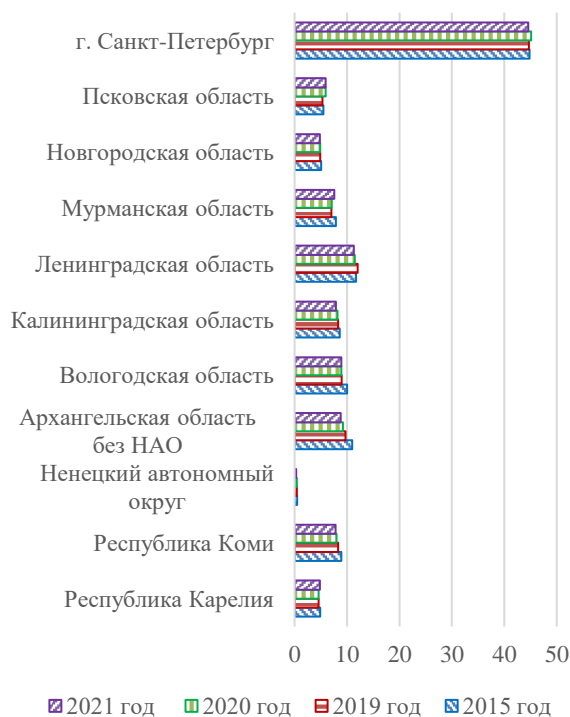 г. Санкт-Петербург
Псковская область
Новгородская область
Мурманская область
Ленинградская область
Калининградская область
Вологодская область
Архангельская область
без НАО
Ненецкий автономный
округ
Республика Коми
Республика Карелия
0 10 20 30 40 50
2021 год 2020 год 2019 год 2015 год